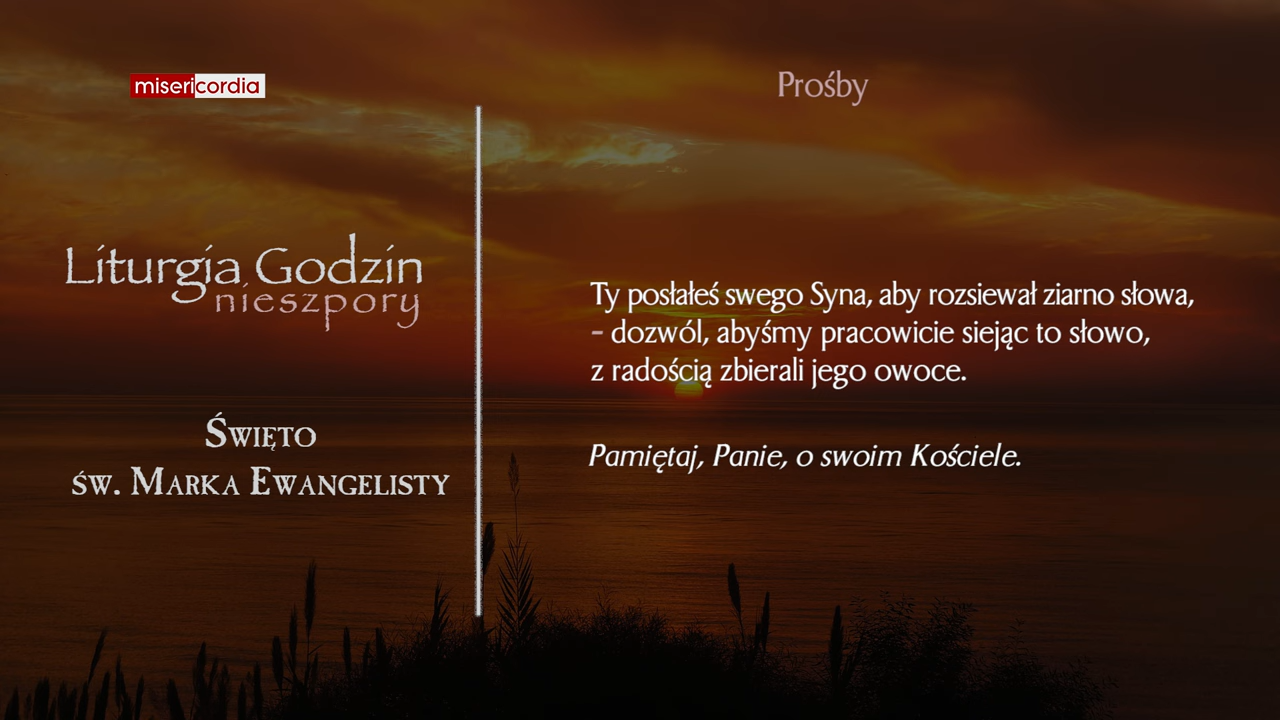 misericordia
Prośby
Liturgia Godzin
nieszpory
Święto
św. Marka Ewangelisty
Ty posłałeś swego Syna, aby rozsiewał ziarno słowa,
- dozwól, abyśmy pracowicie siejąc to słowo,
z radością zbierali jego owoce.
Pamiętaj, Panie, o swoim Kościele.